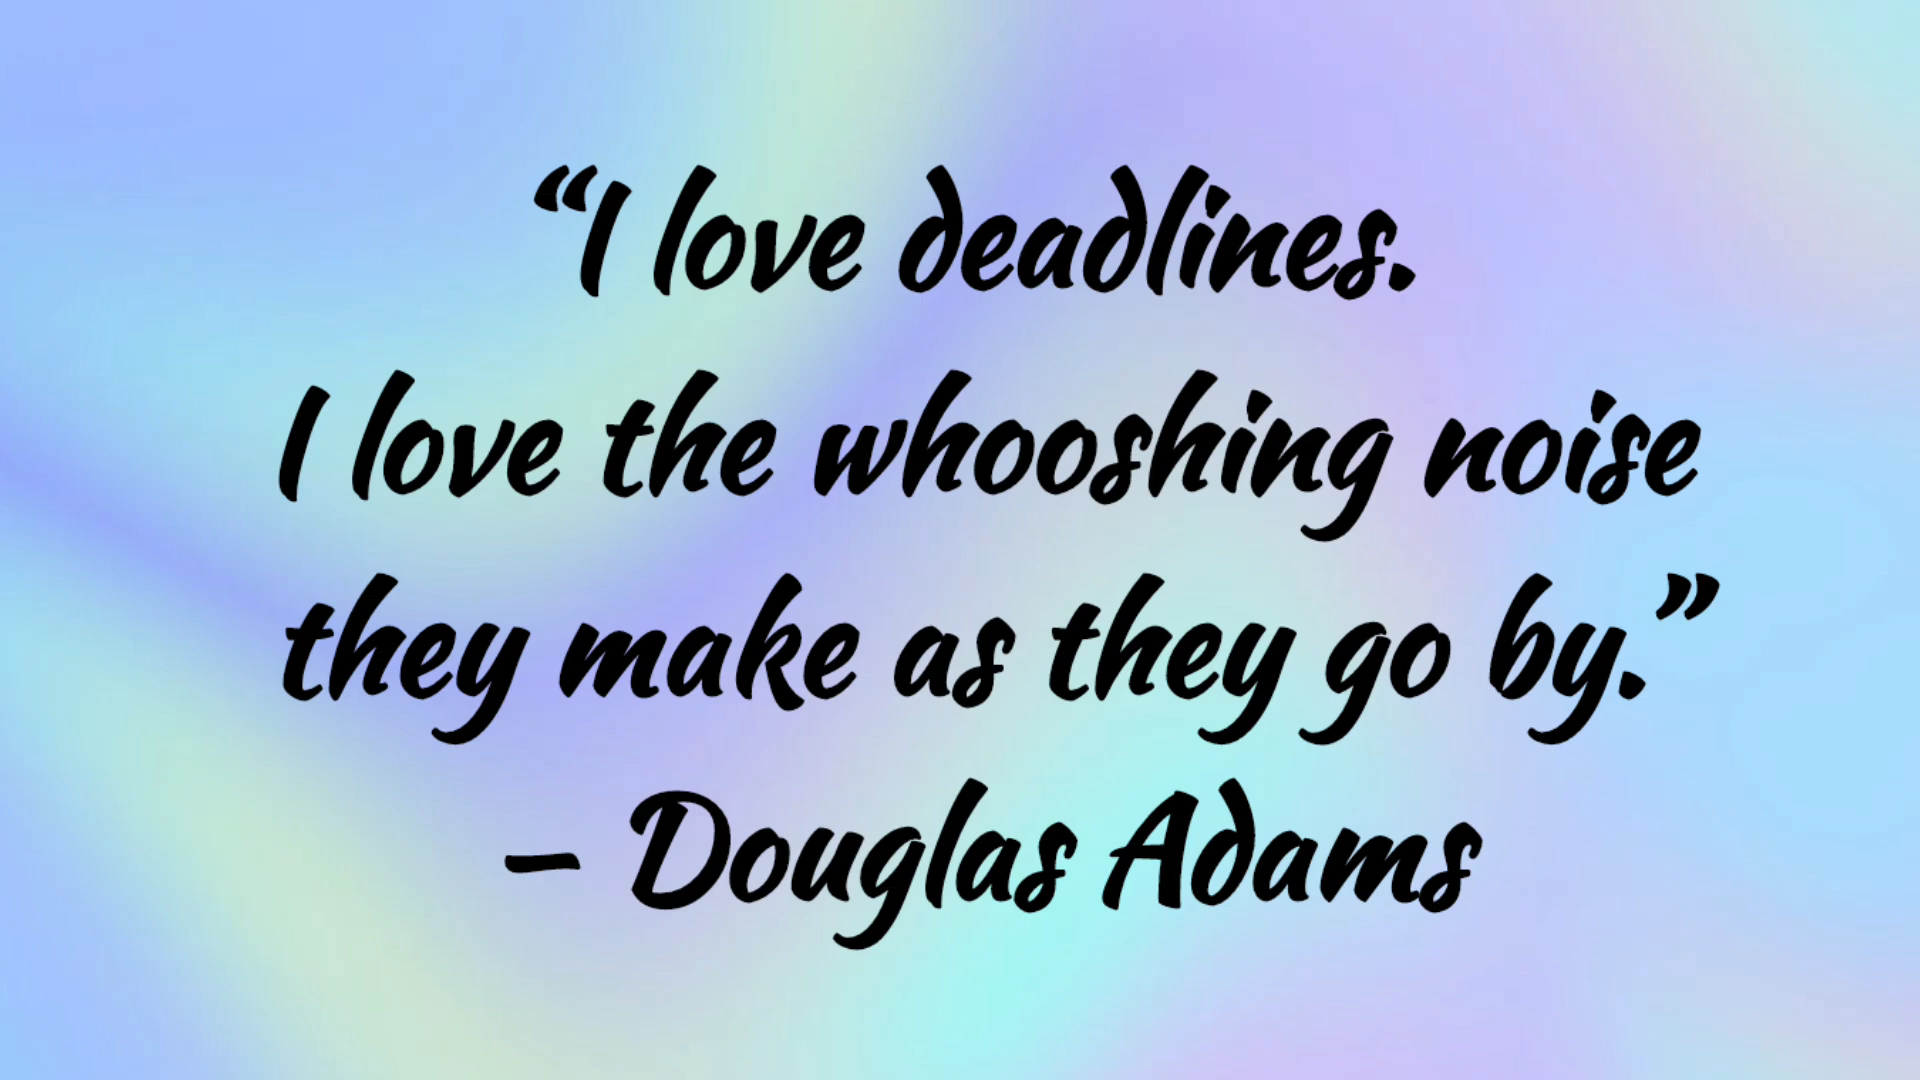 “I love deadlines.
I love the whooshing noise
they make as they go by.”
– Douglas Adams